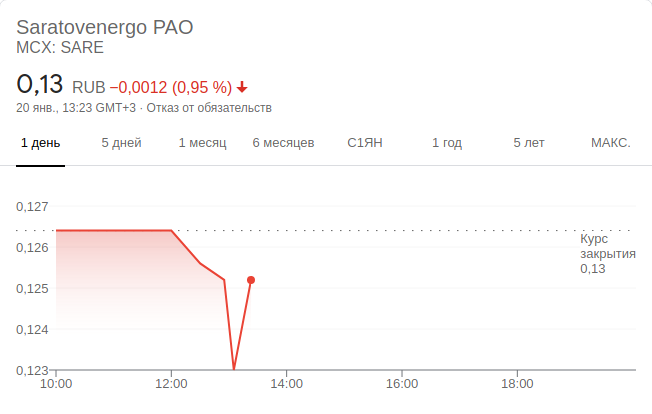 Saratovenergo PAO
MCX: SARE
0,13 RUB −0,0012 (0,95 %)
20 янв., 13:23 GMT+3 · Отказ от обязательств
1 день 5 дней 1 месяц 6 месяцев С1ЯН 1 год 5 лет МАКС.
0,127
0,126
0,125
0,124
0,123
Курс
закрытия
0,13
10:00 12:00 14:00 16:00 18:00